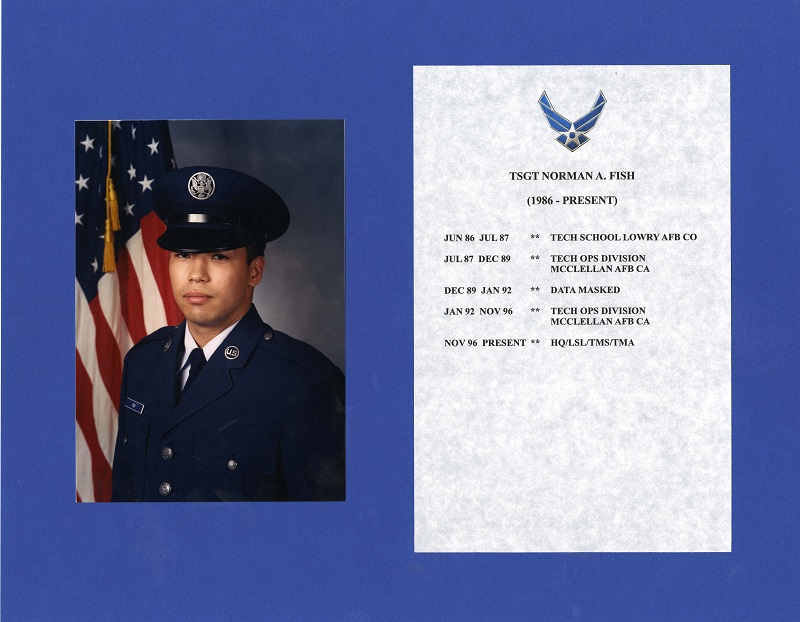 TSGT NORMAN A. FISH
(1986 - PRESENT)
JUN 86 JUL 87 ** TECH SCHOOL LOWRY AFB CO
JUL 87 DEC 89 ** TECH OPS DIVISION
MCCLELLAN AFB CA
DEC 89 JAN 92 ** DATA MASKED
JAN 92 NOV 96 ** TECH OPS DIVISION
MCCLELLAN AFB CA
NOV 96 PRESENT ** HQ/LSL/TMS/TMA
US